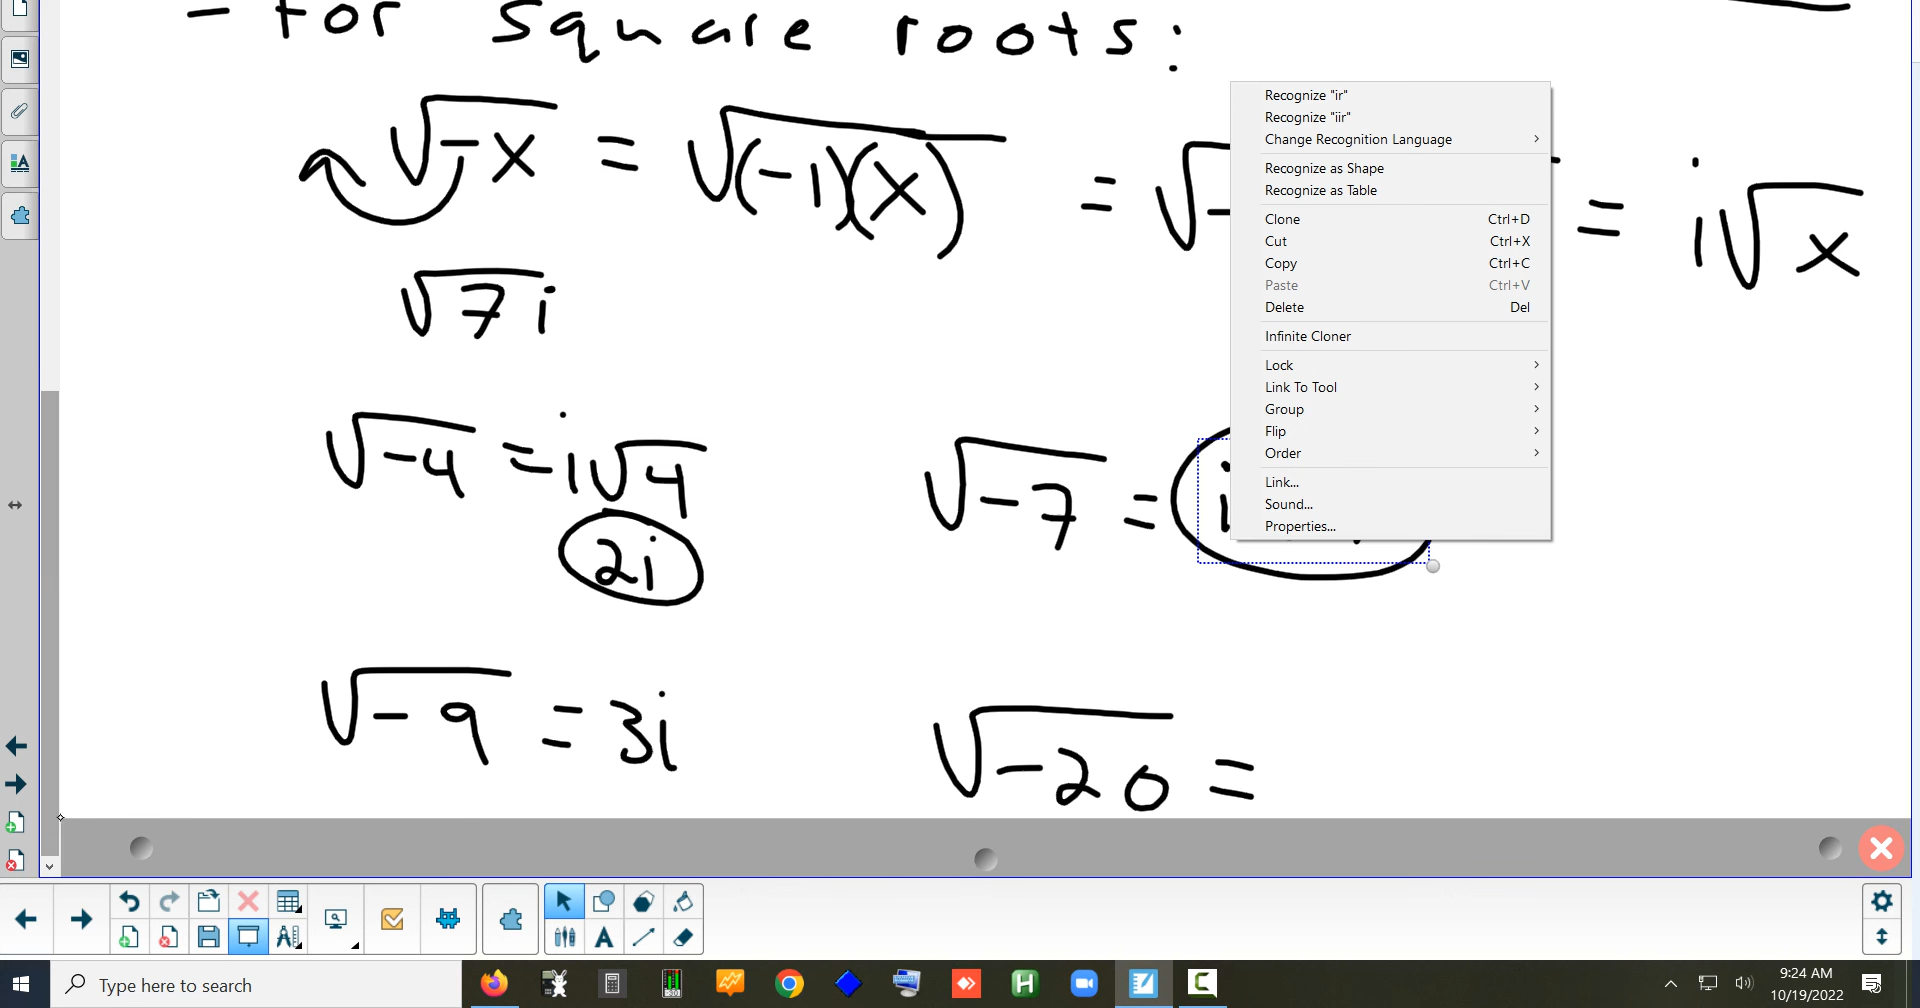 - For square roots:
√-x = √(-1)(x) = √- = i√x
√7 i
√-4 = i√4
2i
√-7 = i
√-9 = 3i
√-20 =
Recognize "ir"
Recognize "iir"
Change Recognition Language
Recognize as Shape
Recognize as Table
Clone Ctrl+D
Cut Ctrl+X
Copy Ctrl+C
Paste Ctrl+V
Delete Del
Infinite Cloner
Lock
Link To Tool
Group
Flip
Order
Link...
Sound...
Properties...
Type here to search
9:24 AM
10/19/2022